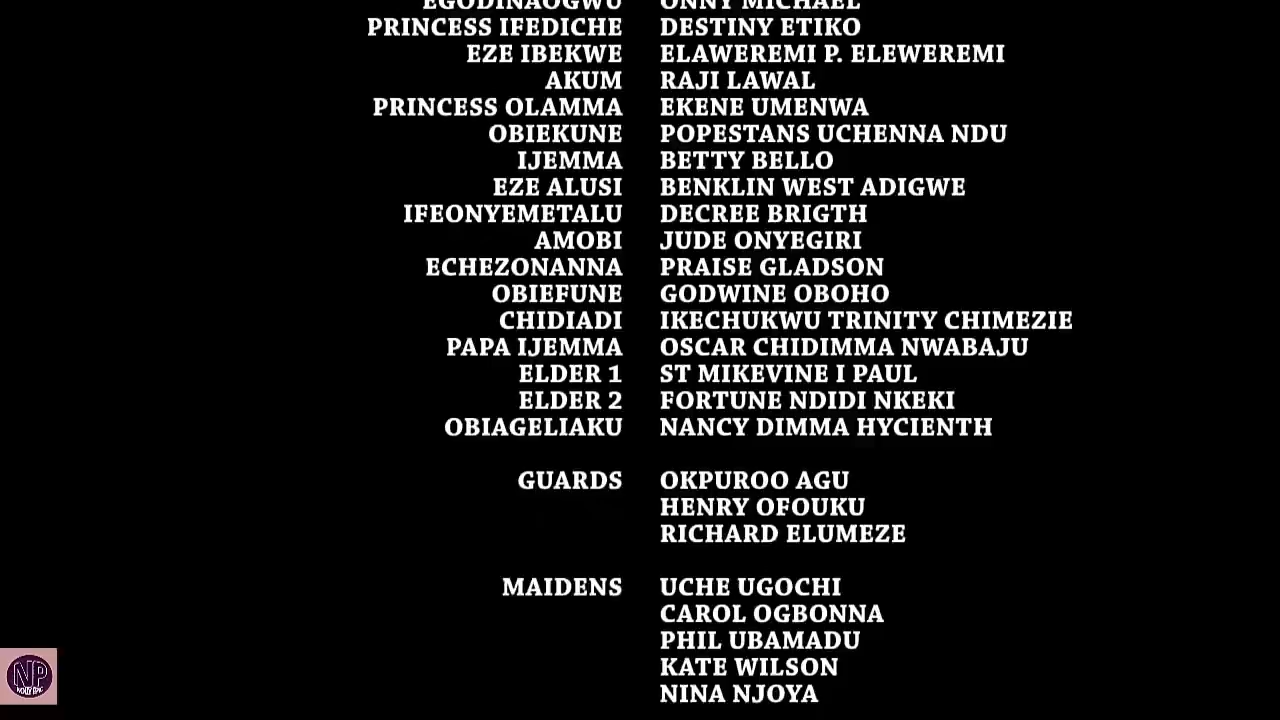 EGODINAOGWU ONNY MICHAEL
PRINCESS IFEDICHE DESTINY ETIKO
EZE IBEKWE ELAWEREMI P. ELEWEREMI
AKUM RAJI LAWAL
PRINCESS OLAMMA EKENE UMENWA
OBIEKUNE POPESTANS UCHENNA NDU
IJEMMA BETTY BELLO
EZE ALUSI BENKLIN WEST ADIGWE
IFEONYEMETALU DECREE BRIGTH
AMOBI JUDE ONYEGIRI
ECHEZONANNA PRAISE GLADSON
OBIEFUNE GODWINE OBOHO
CHIDIADI IKECHUKWU TRINITY CHIMEZIE
PAPA IJEMMA OSCAR CHIDIMMA NWABAJU
ELDER 1 ST MIKEVINE I PAUL
ELDER 2 FORTUNE NDIDI NKEKI
OBIAGELIAKU NANCY DIMMA HYCIENTH
GUARDS OKPUROO AGU
HENRY OFOUKU
RICHARD ELUMEZE
MAIDENS UCHE UGOCHI
CAROL OGBONNA
PHIL UBAMADU
KATE WILSON
NINA NJOYA
NP